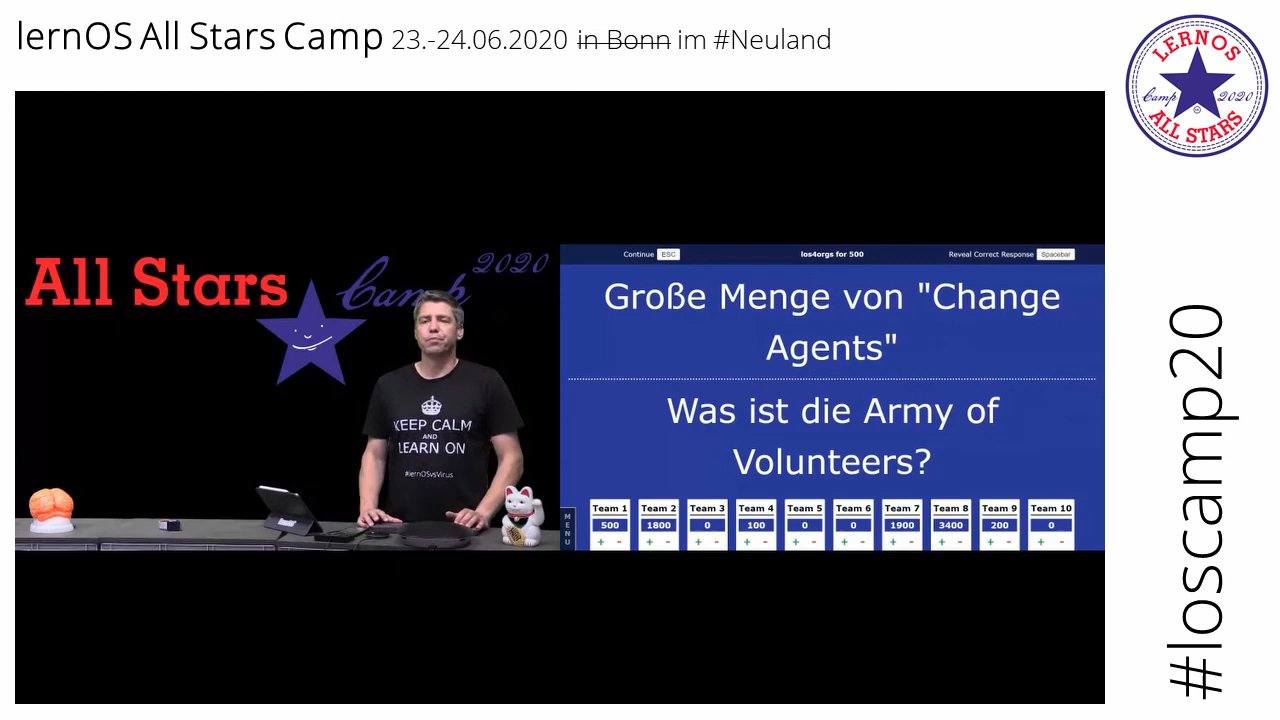 lernOS All Stars Camp 23.-24.06.2020 in Bonn im #Neuland
LERNOS
Camp 2020
ALL STARS
All Stars Camp 2020
KEEP CALM
AND
LEARN ON
#lernOSvsVirus
Continue ESC los4orgs for 500 Reveal Correct Response Spacebar
Große Menge von "Change
Agents"
Was ist die Army of
Volunteers?
MENU
Team 1 Team 2 Team 3 Team 4 Team 5 Team 6 Team 7 Team 8 Team 9 Team 10
500 1800 0 100 0 0 1900 3400 200 0
+ - + - + - + - + - + - + - + - + - + -
#loscamp20